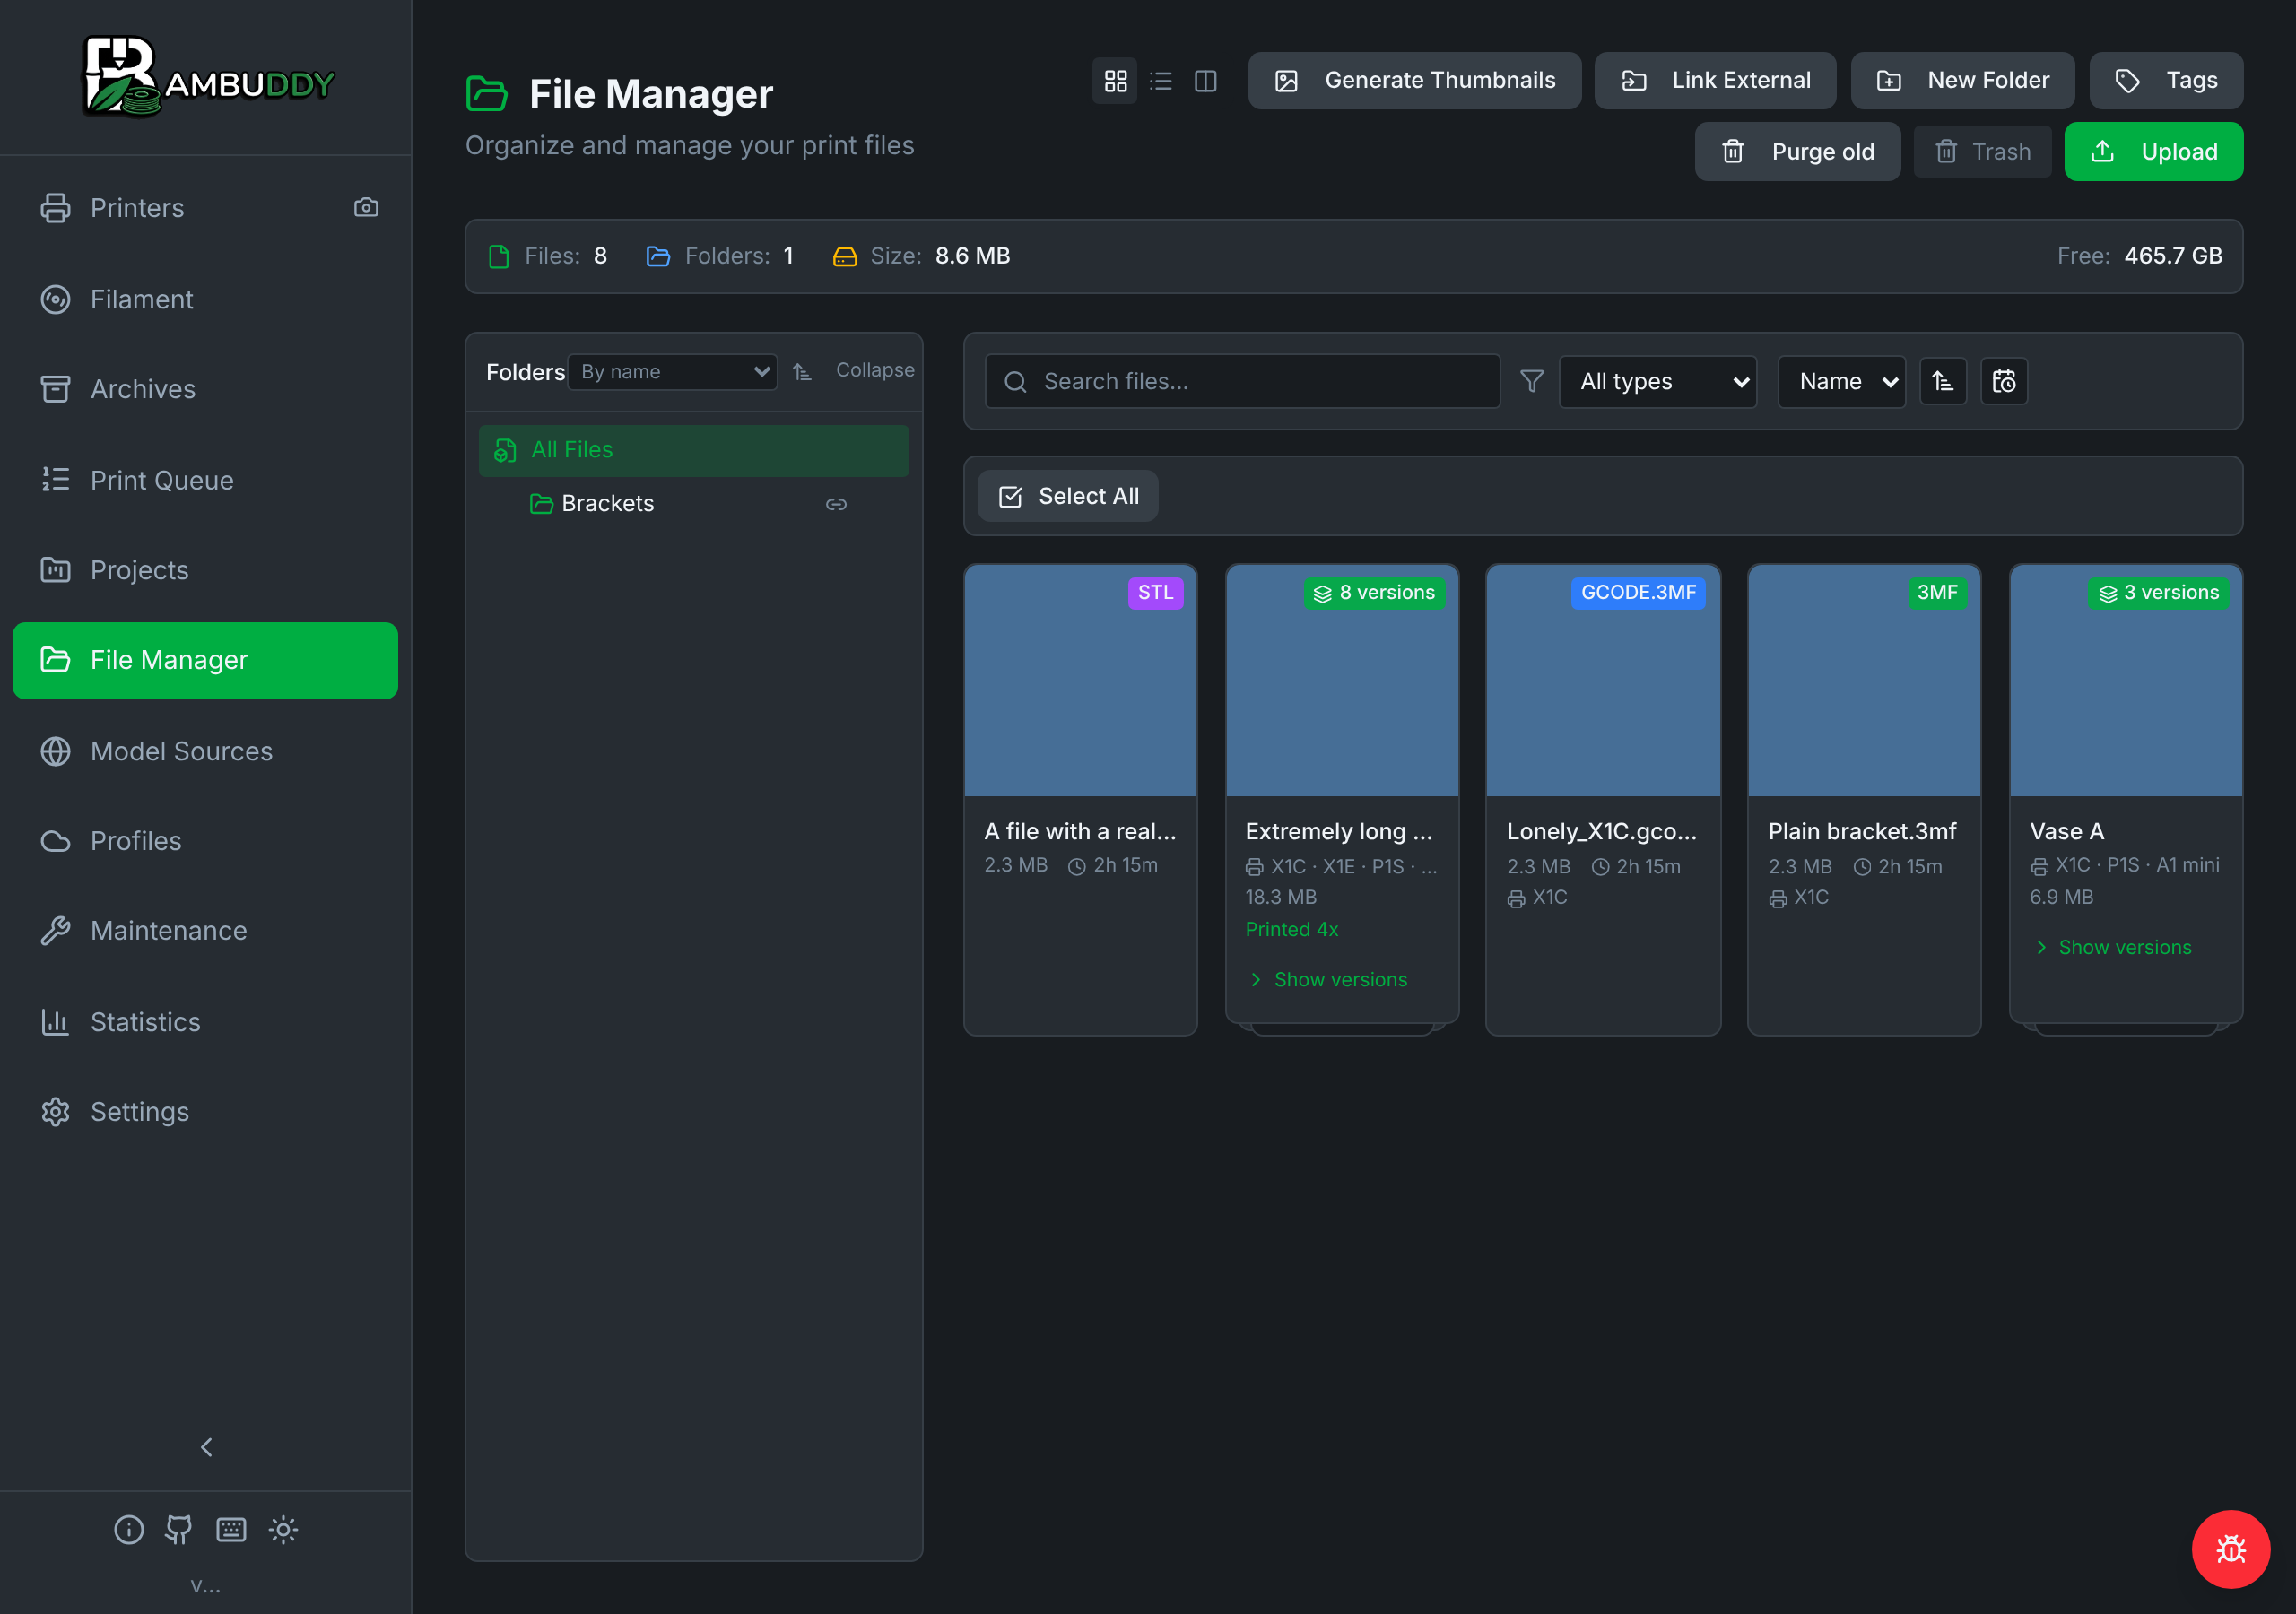 BAMBUDDY
Printers
Filament
Archives
Print Queue
Projects
File Manager
Model Sources
Profiles
Maintenance
Statistics
Settings
v...
File Manager
Organize and manage your print files
Generate Thumbnails
Link External
New Folder
Tags
Purge old
Trash
Upload
Files: 8
Folders: 1
Size: 8.6 MB
Free: 465.7 GB
Folders
By name
Collapse
All Files
Brackets
Search files...
All types
Name
Select All
STL
A file with a real...
2.3 MB 2h 15m
8 versions
Extremely long ...
X1C · X1E · P1S · ...
18.3 MB
Printed 4x
Show versions
GCODE.3MF
Lonely_X1C.gco...
2.3 MB 2h 15m
X1C
3MF
Plain bracket.3mf
2.3 MB 2h 15m
X1C
3 versions
Vase A
X1C · P1S · A1 mini
6.9 MB
Show versions